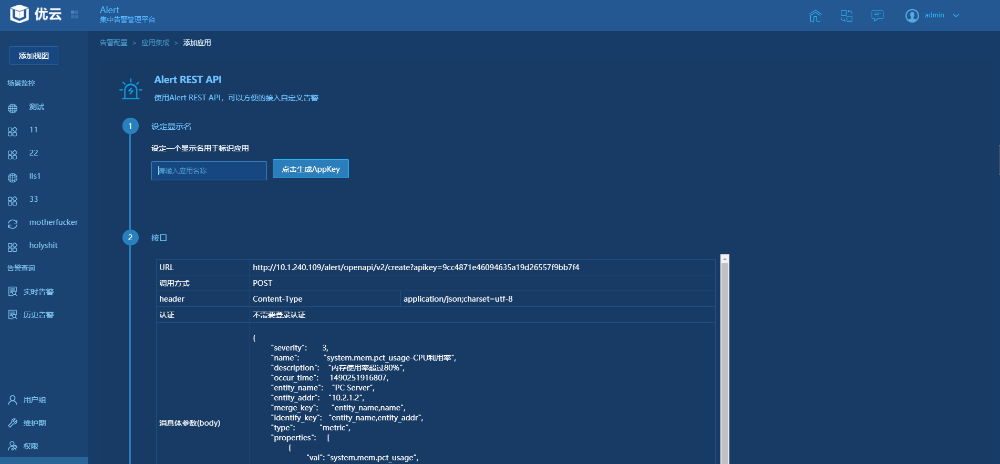 优云
Alert
集中告警管理平台
admin
添加视图
场景监控
测试
11
22
lls1
33
motherfucker
holyshit
告警查询
实时告警
历史告警
用户组
维护期
权限
告警配置 > 应用集成 > 添加应用
Alert REST API
使用Alert REST API，可以方便的接入自定义告警
1 设定显示名
设定一个显示名用于标识应用
请输入应用名称 点击生成AppKey
2 接口
URL http://10.1.240.109/alert/openapi/v2/create?apikey=9cc4871e46094635a19d26557f9bb7f4
调用方式 POST
header Content-Type application/json;charset=utf-8
认证 不需要登录认证
消息体参数(body)
{
"severity": 3,
"name": "system.mem.pct_usage-CPU利用率",
"description": "内存使用率超过80%",
"occur_time": 1490251916807,
"entity_name": "PC Server",
"entity_addr": "10.2.1.2",
"merge_key": "entity_name,name",
"identify_key": "entity_name,entity_addr",
"type": "metric",
"properties": [
{
"val": "system.mem.pct_usage",